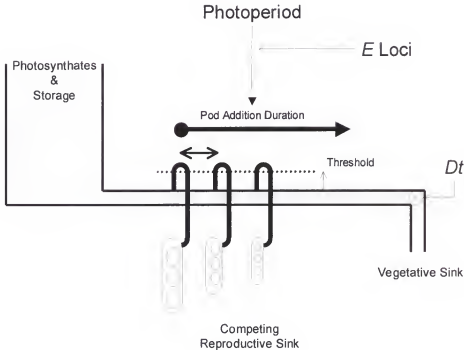 Photoperiod
E Loci
Photosynthates
&
Storage
Pod Addition Duration
Threshold
Dt
Vegetative Sink
Competing
Reproductive Sink